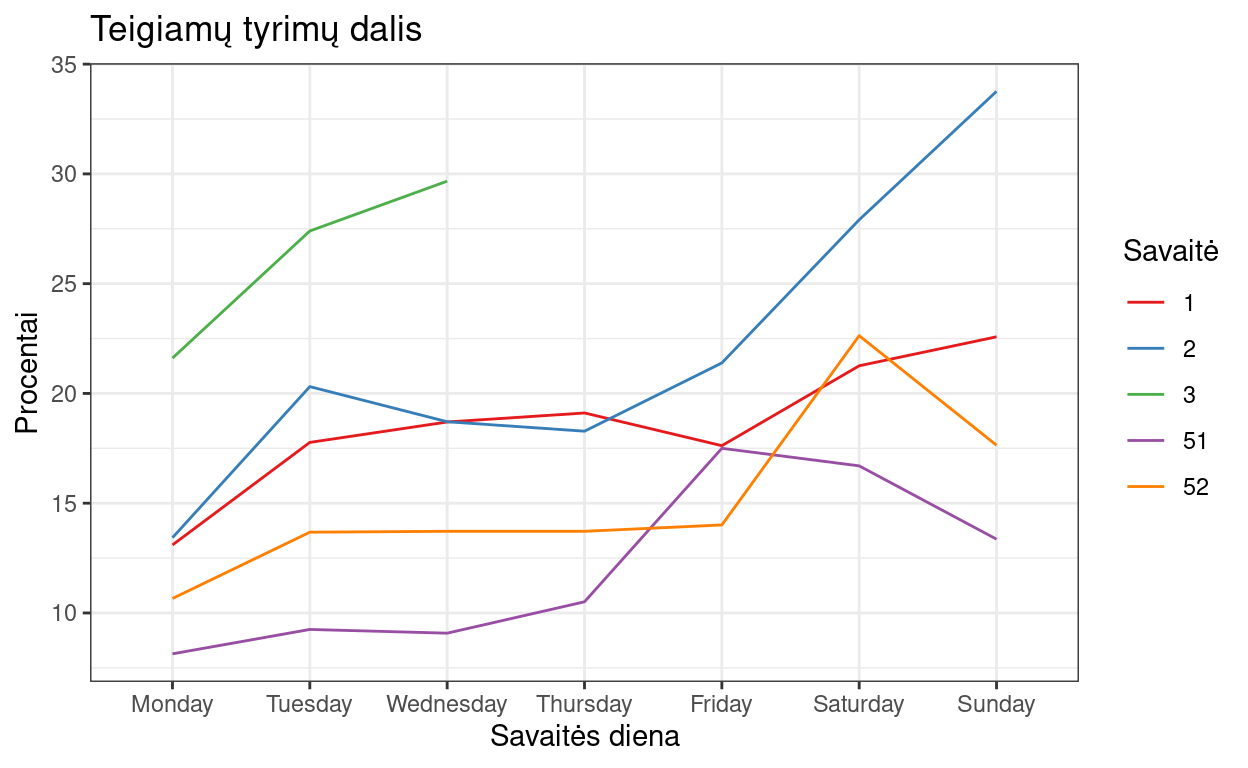 Teigiamų tyrimų dalis
Procentai
35
30
25
20
15
10
Monday Tuesday Wednesday Thursday Friday Saturday Sunday
Savaitės diena
Savaitė
1
2
3
51
52